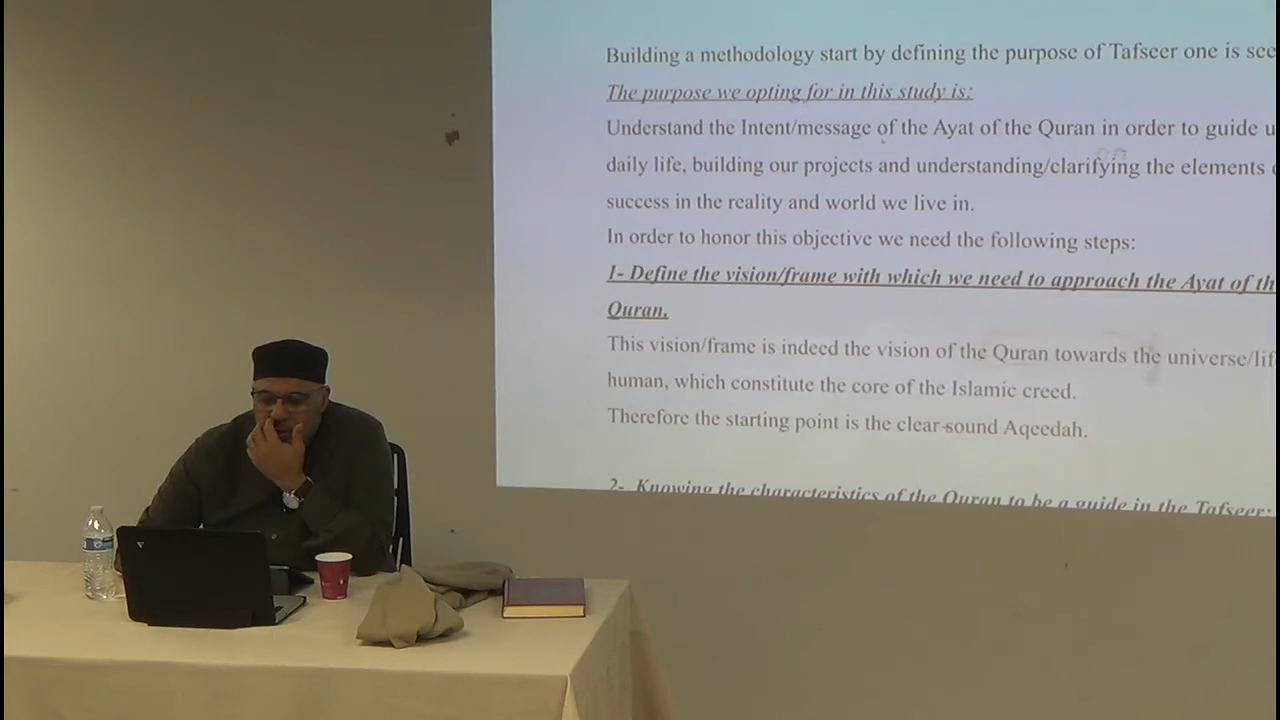 Building a methodology start by defining the purpose of Tafseer one is see
The purpose we opting for in this study is:
Understand the Intent/message of the Ayat of the Quran in order to guide u
daily life, building our projects and understanding/clarifying the elements
success in the reality and world we live in.
In order to honor this objective we need the following steps:
1- Define the vision/frame with which we need to approach the Ayat of th
Quran.
This vision/frame is indeed the vision of the Quran towards the universe/lif
human, which constitute the core of the Islamic creed.
Therefore the starting point is the clear-sound Aqeedah.
2- Knowing the characteristics of the Quran to be a guide in the Tafseer: